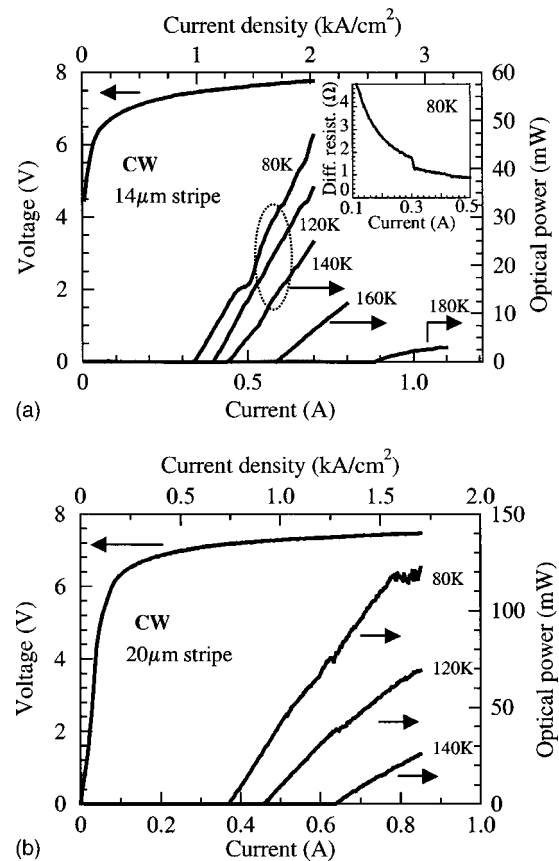 Current density (kA/cm²)
0 1 2 3
(a)
8 6 4 2 0
Voltage (V)
CW
14μm stripe
80K
120K
140K
160K
180K
Diff. resist. (Ω)
4 3 2 1 0
80K
0.1 0.3 0.5
Current (A)
60 50 40 30 20 10 0
Optical power (mW)
0 0.5 1.0
Current (A)
Current density (kA/cm²)
0 0.5 1.0 1.5 2.0
(b)
8 6 4 2 0
Voltage (V)
CW
20μm stripe
80K
120K
140K
150 100 50 0
Optical power (mW)
0.0 0.2 0.4 0.6 0.8 1.0
Current (A)